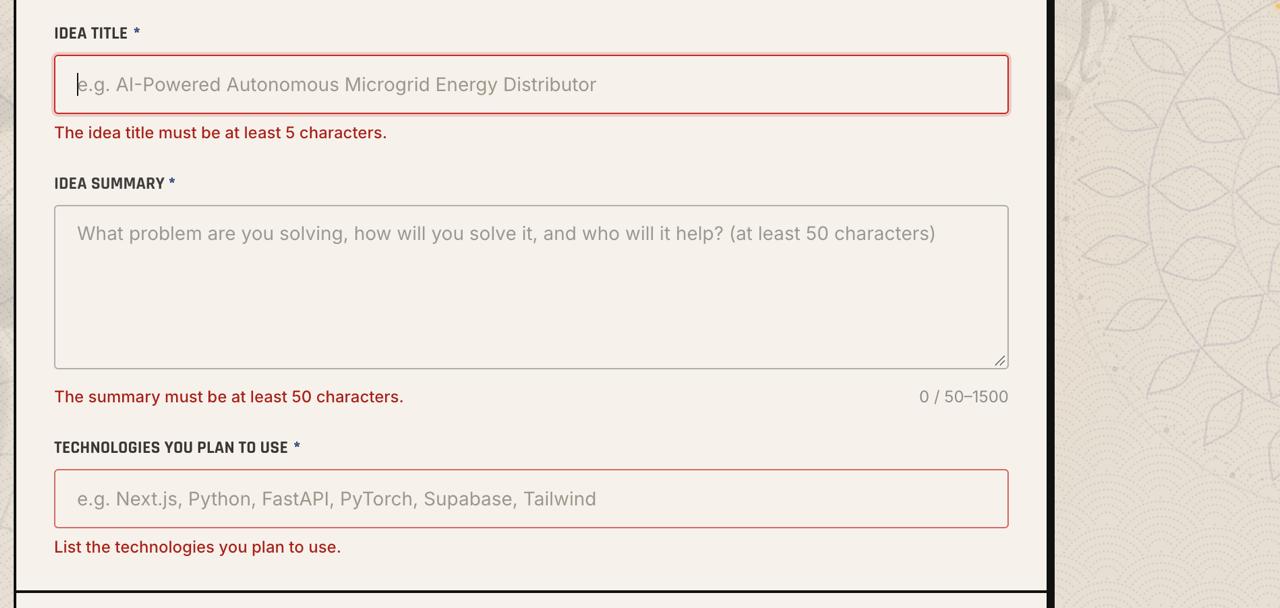 IDEA TITLE *
e.g. AI-Powered Autonomous Microgrid Energy Distributor
The idea title must be at least 5 characters.
IDEA SUMMARY *
What problem are you solving, how will you solve it, and who will it help? (at least 50 characters)
The summary must be at least 50 characters.
0 / 50–1500
TECHNOLOGIES YOU PLAN TO USE *
e.g. Next.js, Python, FastAPI, PyTorch, Supabase, Tailwind
List the technologies you plan to use.